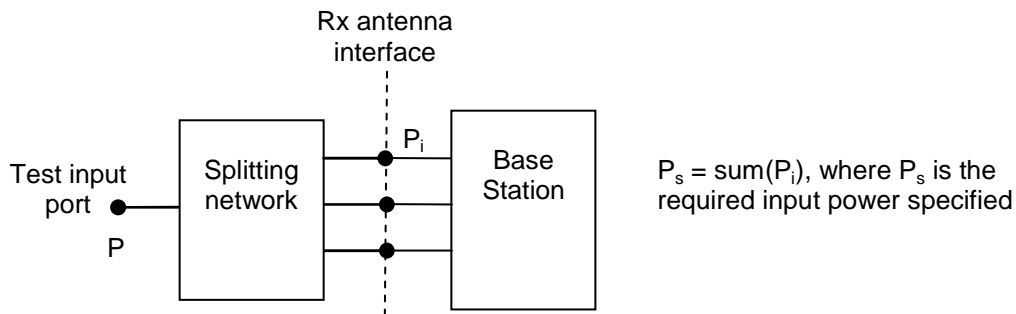 Rx antenna
interface
Test input
port
P
Splitting
network
Pᵢ
Base
Station
Pₛ = sum(Pᵢ), where Pₛ is the
required input power specified